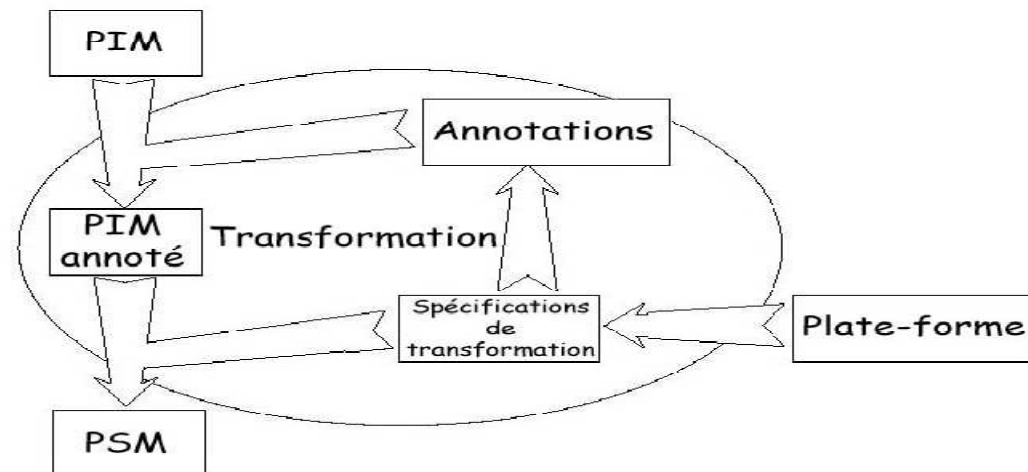 PIM
Annotations
PIM
annoté
Transformation
Spécifications
de
transformation
Plate-forme
PSM